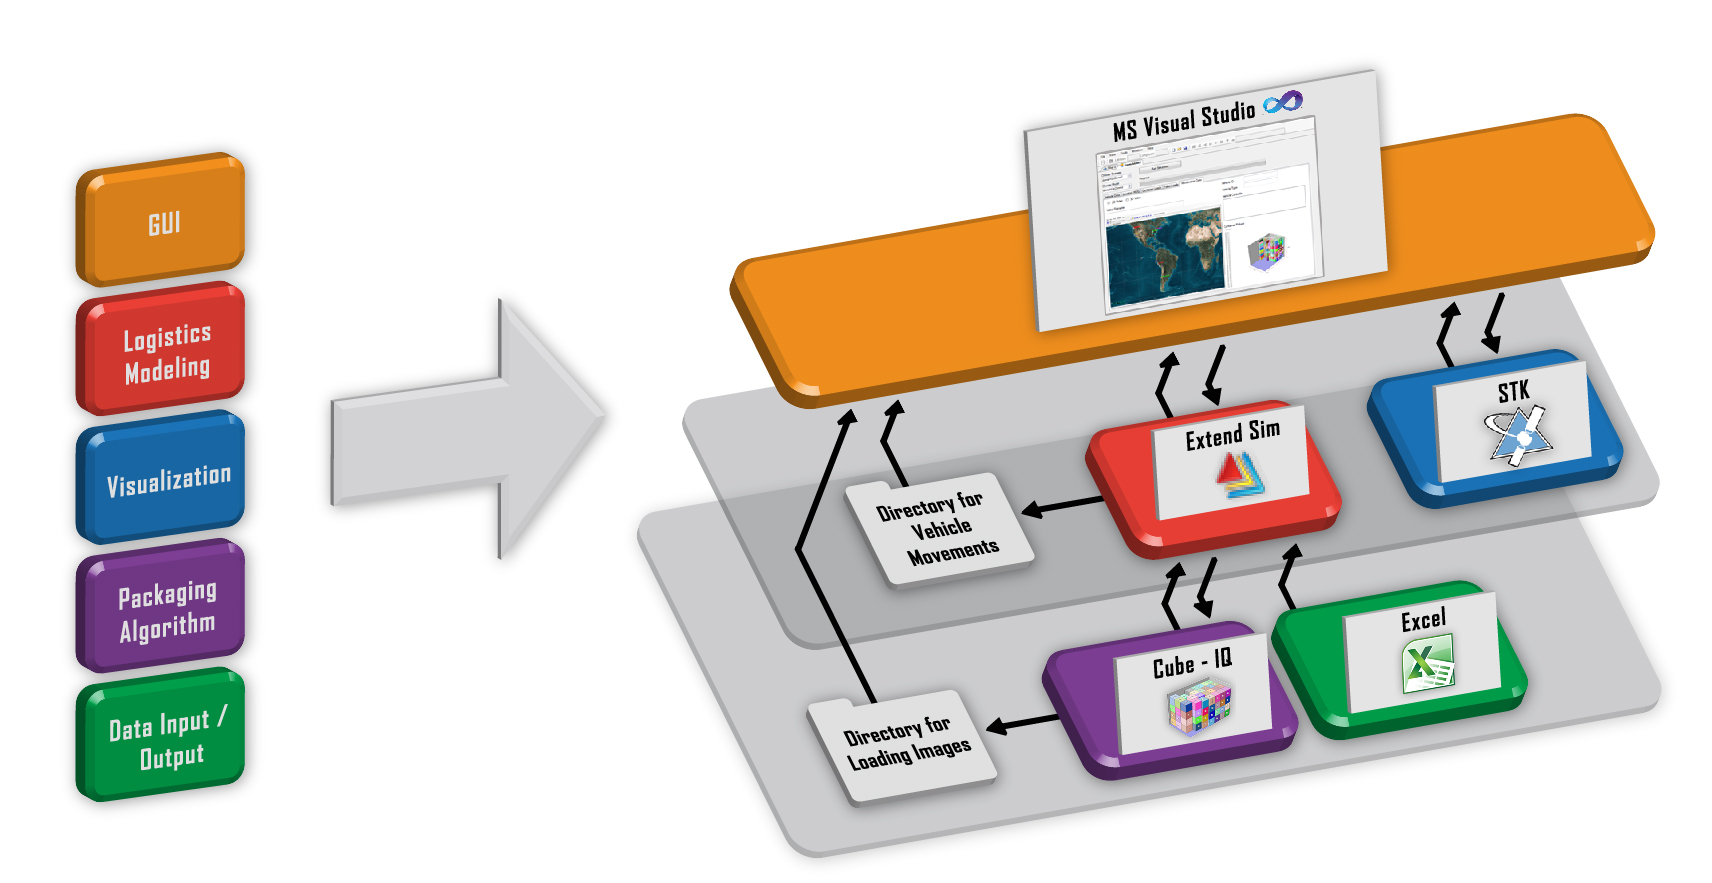 GUI
Logistics
Modeling
Visualization
Packaging
Algorithm
Data Input /
Output
MS Visual Studio
STK
Extend Sim
Directory for
Vehicle
Movements
Excel
Cube - IQ
Directory for
Loading Images